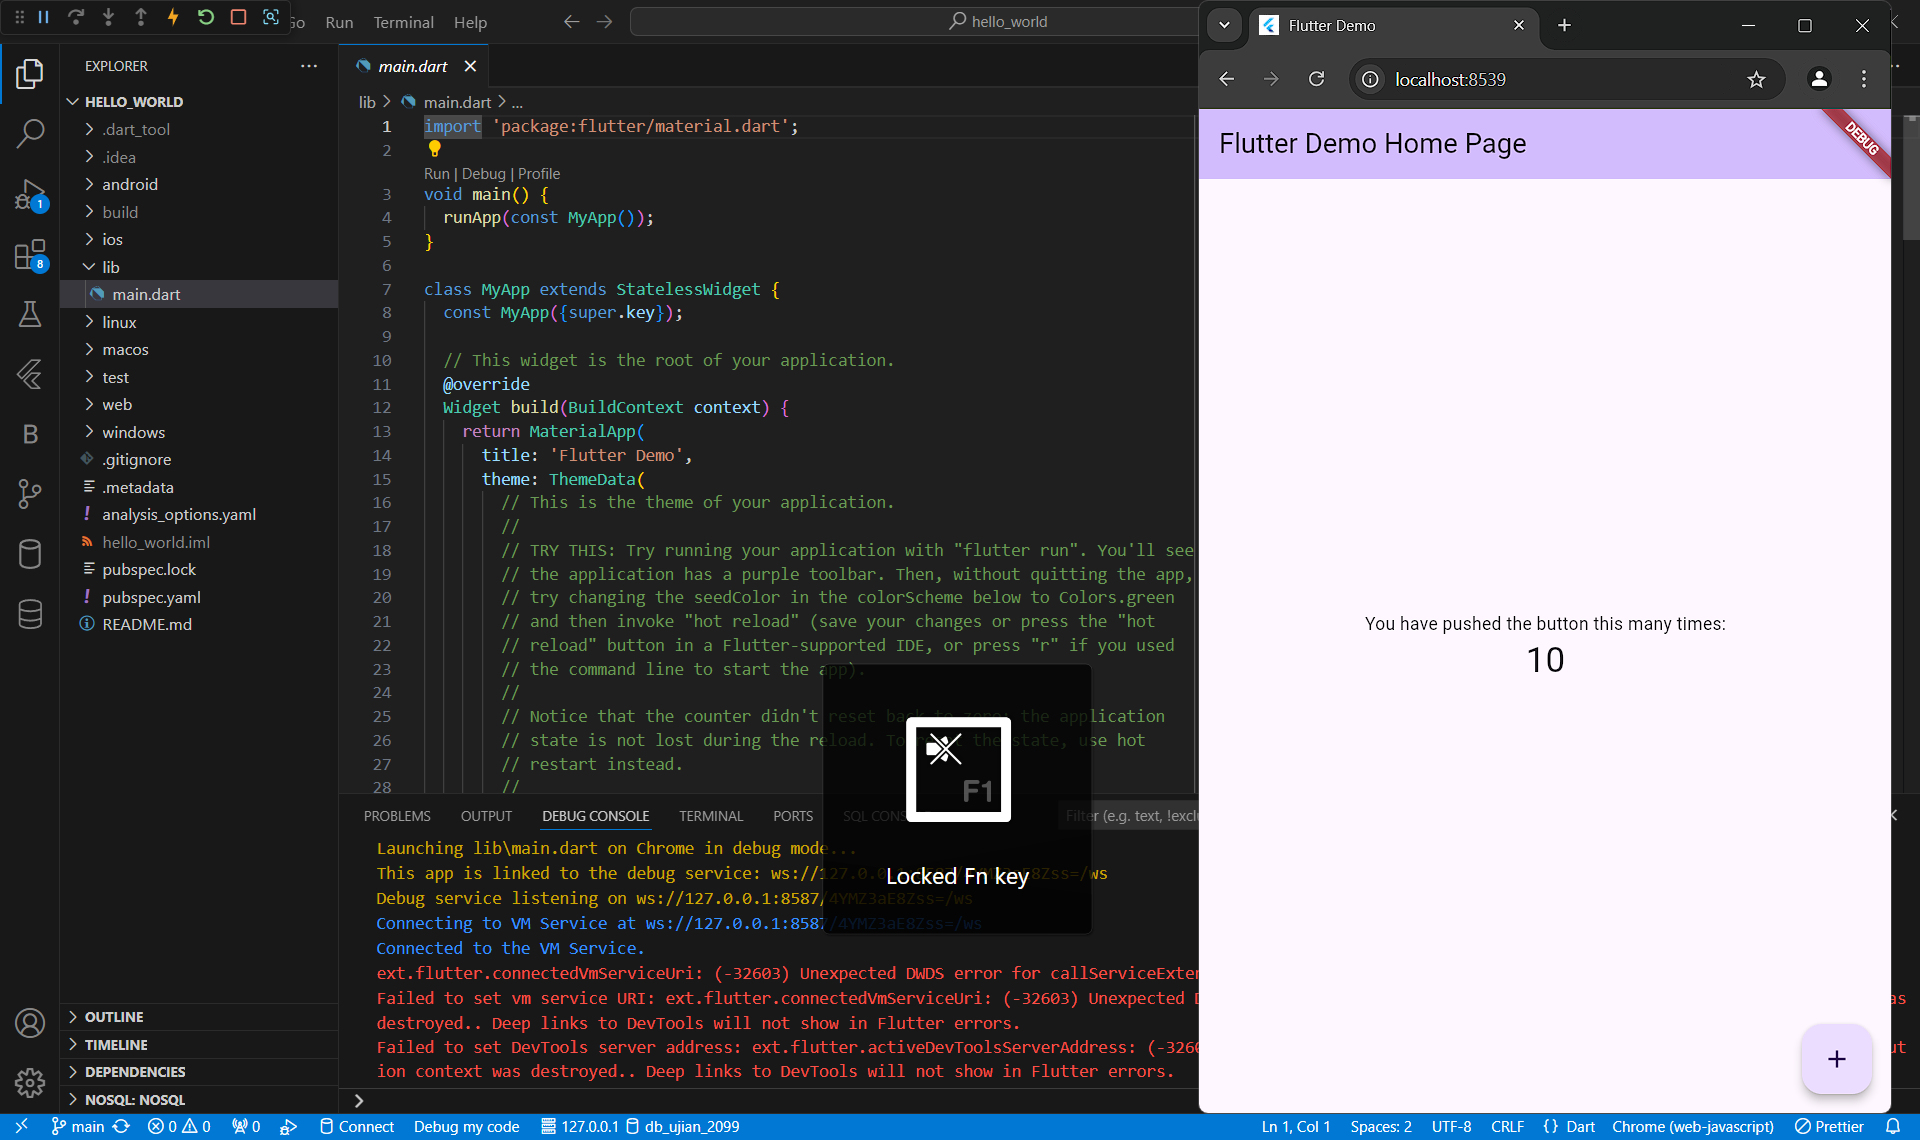 Go
Run
Terminal
Help
hello_world
EXPLORER
HELLO_WORLD
.dart_tool
.idea
android
build
ios
lib
main.dart
linux
macos
test
web
windows
.gitignore
.metadata
analysis_options.yaml
hello_world.iml
pubspec.lock
pubspec.yaml
README.md
OUTLINE
TIMELINE
DEPENDENCIES
NOSQL: NOSQL
1
8
B
main.dart
lib > main.dart > ...
1 import 'package:flutter/material.dart';
2
Run | Debug | Profile
3 void main() {
4 runApp(const MyApp());
5 }
6
7 class MyApp extends StatelessWidget {
8 const MyApp({super.key});
9
10 // This widget is the root of your application.
11 @override
12 Widget build(BuildContext context) {
13 return MaterialApp(
14 title: 'Flutter Demo',
15 theme: ThemeData(
16 // This is the theme of your application.
17 //
18 // TRY THIS: Try running your application with "flutter run". You'll see
19 // the application has a purple toolbar. Then, without quitting the app,
20 // try changing the seedColor in the colorScheme below to Colors.green
21 // and then invoke "hot reload" (save your changes or press the "hot
22 // reload" button in a Flutter-supported IDE, or press "r" if you used
23 // the command line to start the app).
24 //
25 // Notice that the counter didn't reset back to zero; the application
26 // state is not lost during the reload. To reset the state, use hot
27 // restart instead.
28 //
PROBLEMS
OUTPUT
DEBUG CONSOLE
TERMINAL
PORTS
SQL CONS
Filter (e.g. text, !exclu
Launching lib\main.dart on Chrome in debug mode...
This app is linked to the debug service: ws://127.0.0.1 8Zss=/ws
Debug service listening on ws://127.0.0.1:8587/4YMZ3aE8Zss=/ws
Connecting to VM Service at ws://127.0.0.1:8587/4YMZ3aE8Zss=/ws
Connected to the VM Service.
ext.flutter.connectedVmServiceUri: (-32603) Unexpected DWDS error for callServiceExten
Failed to set vm service URI: ext.flutter.connectedVmServiceUri: (-32603) Unexpected D as
destroyed.. Deep links to DevTools will not show in Flutter errors.
Failed to set DevTools server address: ext.flutter.activeDevToolsServerAddress: (-3260 ut
ion context was destroyed.. Deep links to DevTools will not show in Flutter errors.
F1
Locked Fn key
Flutter Demo
localhost:8539
Flutter Demo Home Page
DEBUG
You have pushed the button this many times:
10
+
main
0
0
0
Connect
Debug my code
127.0.0.1
db_ujian_2099
Ln 1, Col 1
Spaces: 2
UTF-8
CRLF
{} Dart
Chrome (web-javascript)
Prettier